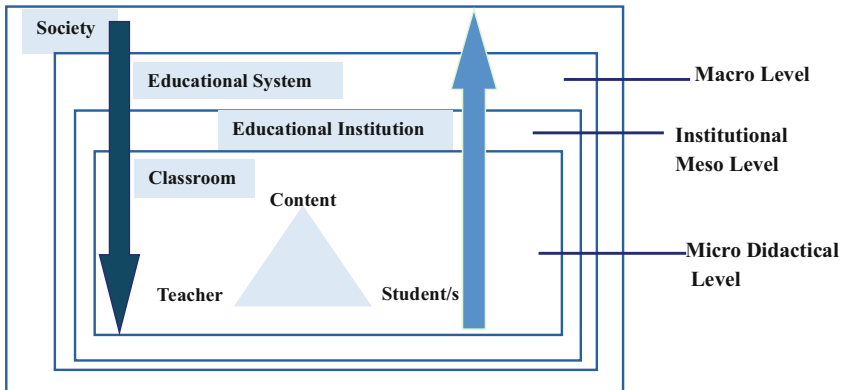 Society
Educational System
Macro Level
Educational Institution
Institutional
Meso Level
Classroom
Content
Micro Didactical
Level
Teacher
Student/s